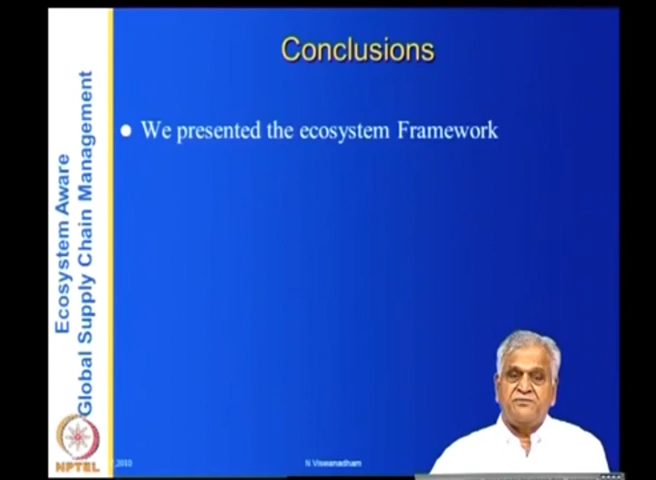 Conclusions
We presented the ecosystem Framework
Ecosystem Aware
Global Supply Chain Management
NPTEL
,2010
N.Viswanadham